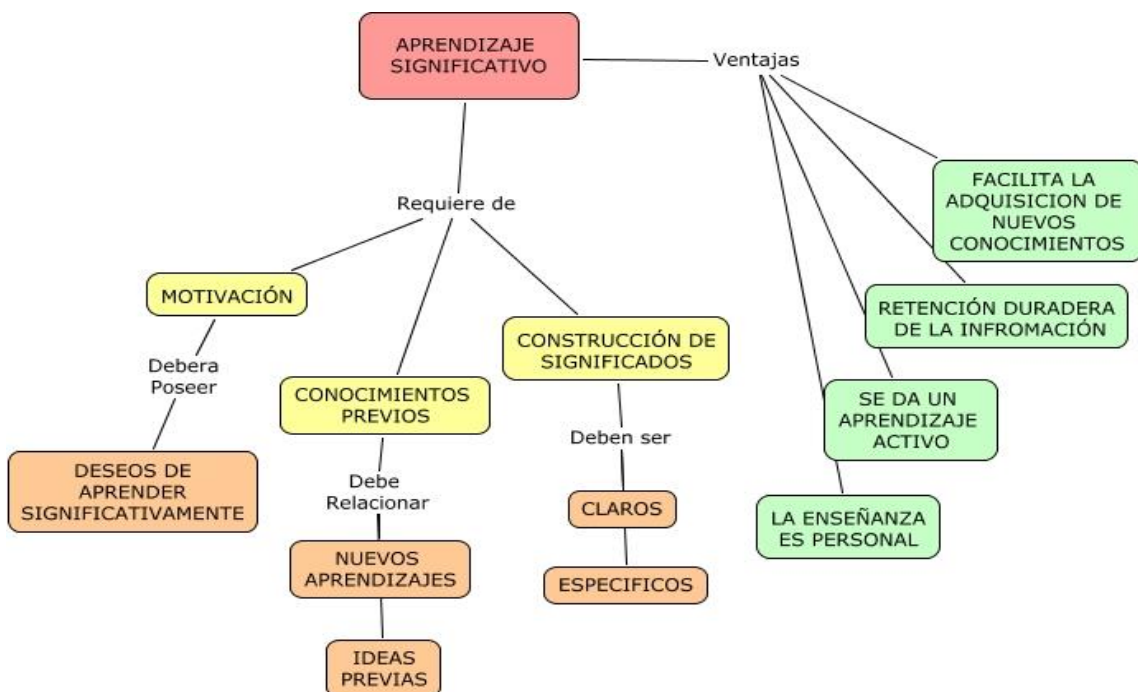 APRENDIZAJE
SIGNIFICATIVO
Ventajas
Requiere de
MOTIVACIÓN
Debera
Poseer
DESEOS DE
APRENDER
SIGNIFICATIVAMENTE
CONOCIMIENTOS
PREVIOS
Debe
Relacionar
NUEVOS
APRENDIZAJES
IDEAS
PREVIAS
CONSTRUCCIÓN DE
SIGNIFICADOS
Deben ser
CLAROS
ESPECIFICOS
FACILITA LA
ADQUISICION DE
NUEVOS
CONOCIMIENTOS
RETENCIÓN DURADERA
DE LA INFROMACIÓN
SE DA UN
APRENDIZAJE
ACTIVO
LA ENSEÑANZA
ES PERSONAL